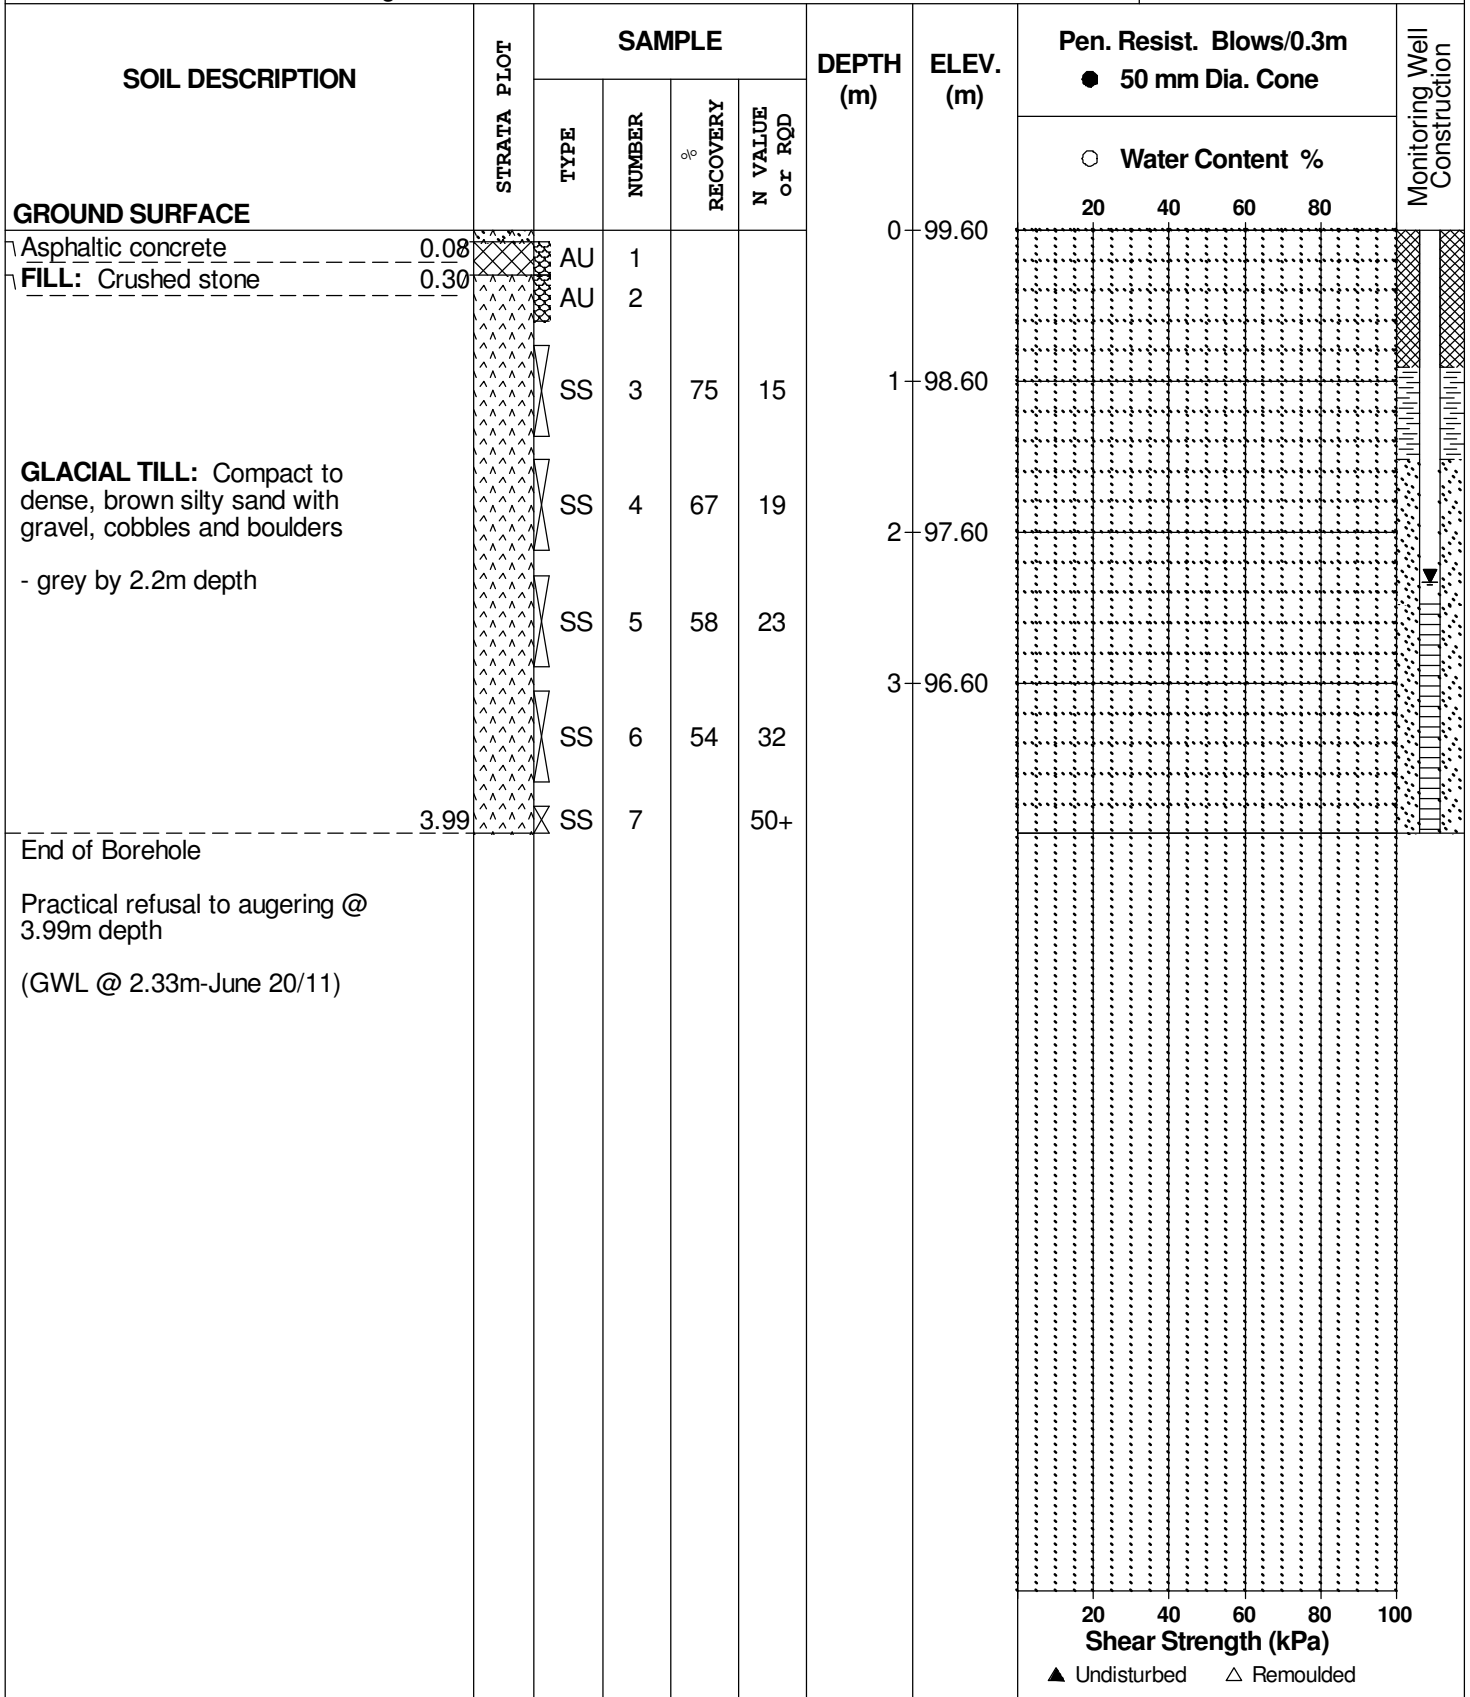 SOIL DESCRIPTION
GROUND SURFACE
STRATA PLOT
SAMPLE
TYPE
NUMBER
%
RECOVERY
N VALUE
or RQD
DEPTH
(m)
ELEV.
(m)
Pen. Resist. Blows/0.3m
● 50 mm Dia. Cone
○ Water Content %
20 40 60 80
Monitoring Well
Construction
0 99.60
Asphaltic concrete 0.08
AU 1
FILL: Crushed stone 0.30
AU 2
SS 3 75 15
1 98.60
GLACIAL TILL: Compact to
dense, brown silty sand with
gravel, cobbles and boulders
SS 4 67 19
2 97.60
- grey by 2.2m depth
SS 5 58 23
3 96.60
SS 6 54 32
3.99 SS 7 50+
End of Borehole
Practical refusal to augering @
3.99m depth
(GWL @ 2.33m-June 20/11)
20 40 60 80 100
Shear Strength (kPa)
▲ Undisturbed △ Remoulded